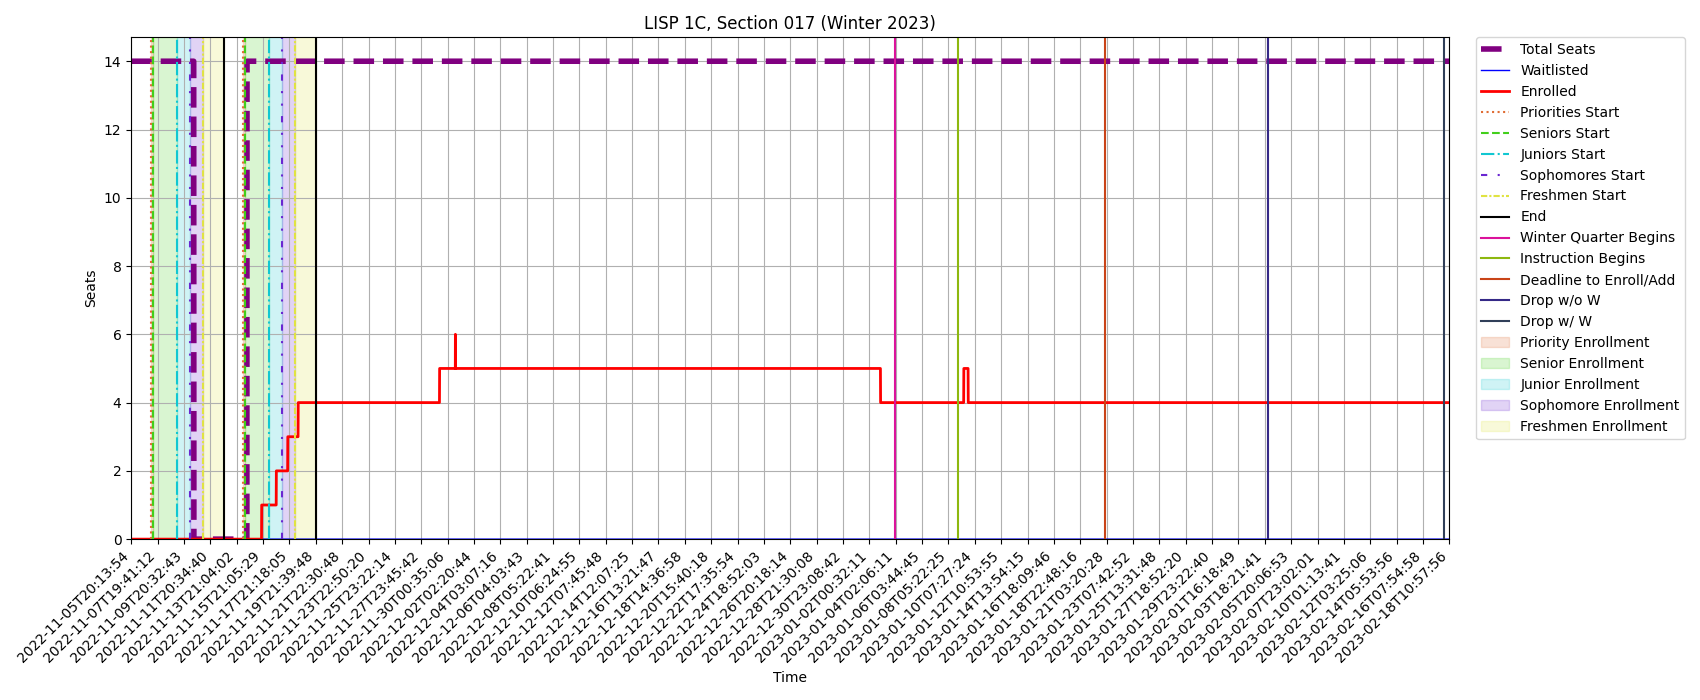 LISP 1C, Section 017 (Winter 2023)
Seats
14
12
10
8
6
4
2
0
2022-11-05T20:13:54
2022-11-07T19:41:12
2022-11-09T20:32:43
2022-11-11T20:34:40
2022-11-13T21:04:02
2022-11-15T21:05:29
2022-11-17T21:18:05
2022-11-19T21:39:48
2022-11-21T22:30:48
2022-11-23T23:50:20
2022-11-25T23:22:14
2022-11-27T23:45:42
2022-11-30T00:35:06
2022-12-02T02:20:44
2022-12-04T03:07:16
2022-12-06T04:03:43
2022-12-08T05:22:41
2022-12-10T06:24:55
2022-12-12T07:45:48
2022-12-14T12:07:25
2022-12-16T13:21:47
2022-12-18T14:36:58
2022-12-20T15:40:18
2022-12-22T17:35:54
2022-12-24T18:52:03
2022-12-26T20:18:14
2022-12-28T21:30:08
2022-12-30T23:08:42
2023-01-02T00:32:11
2023-01-04T02:06:11
2023-01-06T03:44:45
2023-01-08T05:22:25
2023-01-10T07:27:24
2023-01-12T10:53:55
2023-01-14T13:54:15
2023-01-16T18:09:46
2023-01-18T22:48:16
2023-01-21T03:20:28
2023-01-23T07:42:52
2023-01-25T13:31:48
2023-01-27T18:52:20
2023-01-29T23:22:40
2023-02-01T16:18:49
2023-02-03T18:21:41
2023-02-05T20:06:53
2023-02-07T23:02:01
2023-02-10T01:13:41
2023-02-12T03:25:06
2023-02-14T05:53:56
2023-02-16T07:54:58
2023-02-18T10:57:56
Time
Total Seats
Waitlisted
Enrolled
Priorities Start
Seniors Start
Juniors Start
Sophomores Start
Freshmen Start
End
Winter Quarter Begins
Instruction Begins
Deadline to Enroll/Add
Drop w/o W
Drop w/ W
Priority Enrollment
Senior Enrollment
Junior Enrollment
Sophomore Enrollment
Freshmen Enrollment